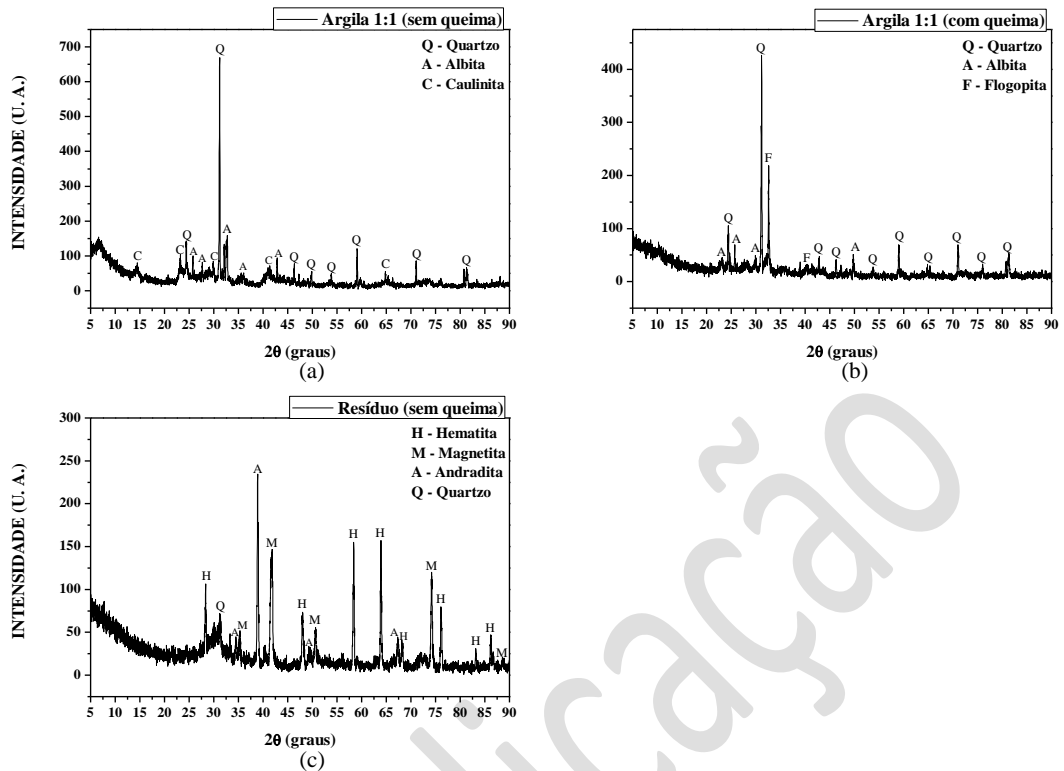 Argila 1:1 (sem queima)
Q - Quartzo
A - Albita
C - Caulinita
INTENSIDADE (U. A.)
700
600
500
400
300
200
100
0
C C Q A A C Q A A C A Q Q Q Q C Q Q
5 10 15 20 25 30 35 40 45 50 55 60 65 70 75 80 85 90
2θ (graus)
(a)
Argila 1:1 (com queima)
Q - Quartzo
A - Albita
F - Flogopita
INTENSIDADE (U. A.)
400
300
200
100
0
A Q A A Q F F Q Q A Q Q Q Q Q Q
5 10 15 20 25 30 35 40 45 50 55 60 65 70 75 80 85 90
2θ (graus)
(b)
Resíduo (sem queima)
H - Hematita
M - Magnetita
A - Andradita
Q - Quartzo
INTENSIDADE (U. A.)
300
250
200
150
100
50
0
H Q A M A M H A M H H A H M H H H M
5 10 15 20 25 30 35 40 45 50 55 60 65 70 75 80 85 90
2θ (graus)
(c)
licação